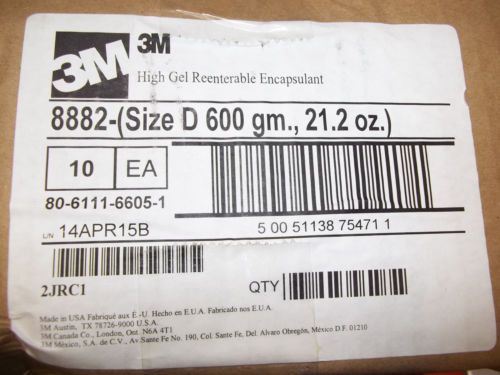 3M 3M
High Gel Reenterable Encapsulant
8882-(Size D 600 gm., 21.2 oz.)
10 EA
80-6111-6605-1
L/N 14APR15B
5 00 51138 75471 1
2JRC1
QTY
Made in USA Fabriqué aux É-U. Hecho en E.U.A. Fabricado nos E.U.A.
3M Austin, TX 78726-9000 U.S.A.
3M Canada Co., London, Ont. N6A 4T1
3M México, S.A. de C.V., Av.Sante Fe No. 190, Col. Sante Fe, Del. Alvaro Obregón, México D.F. 01210